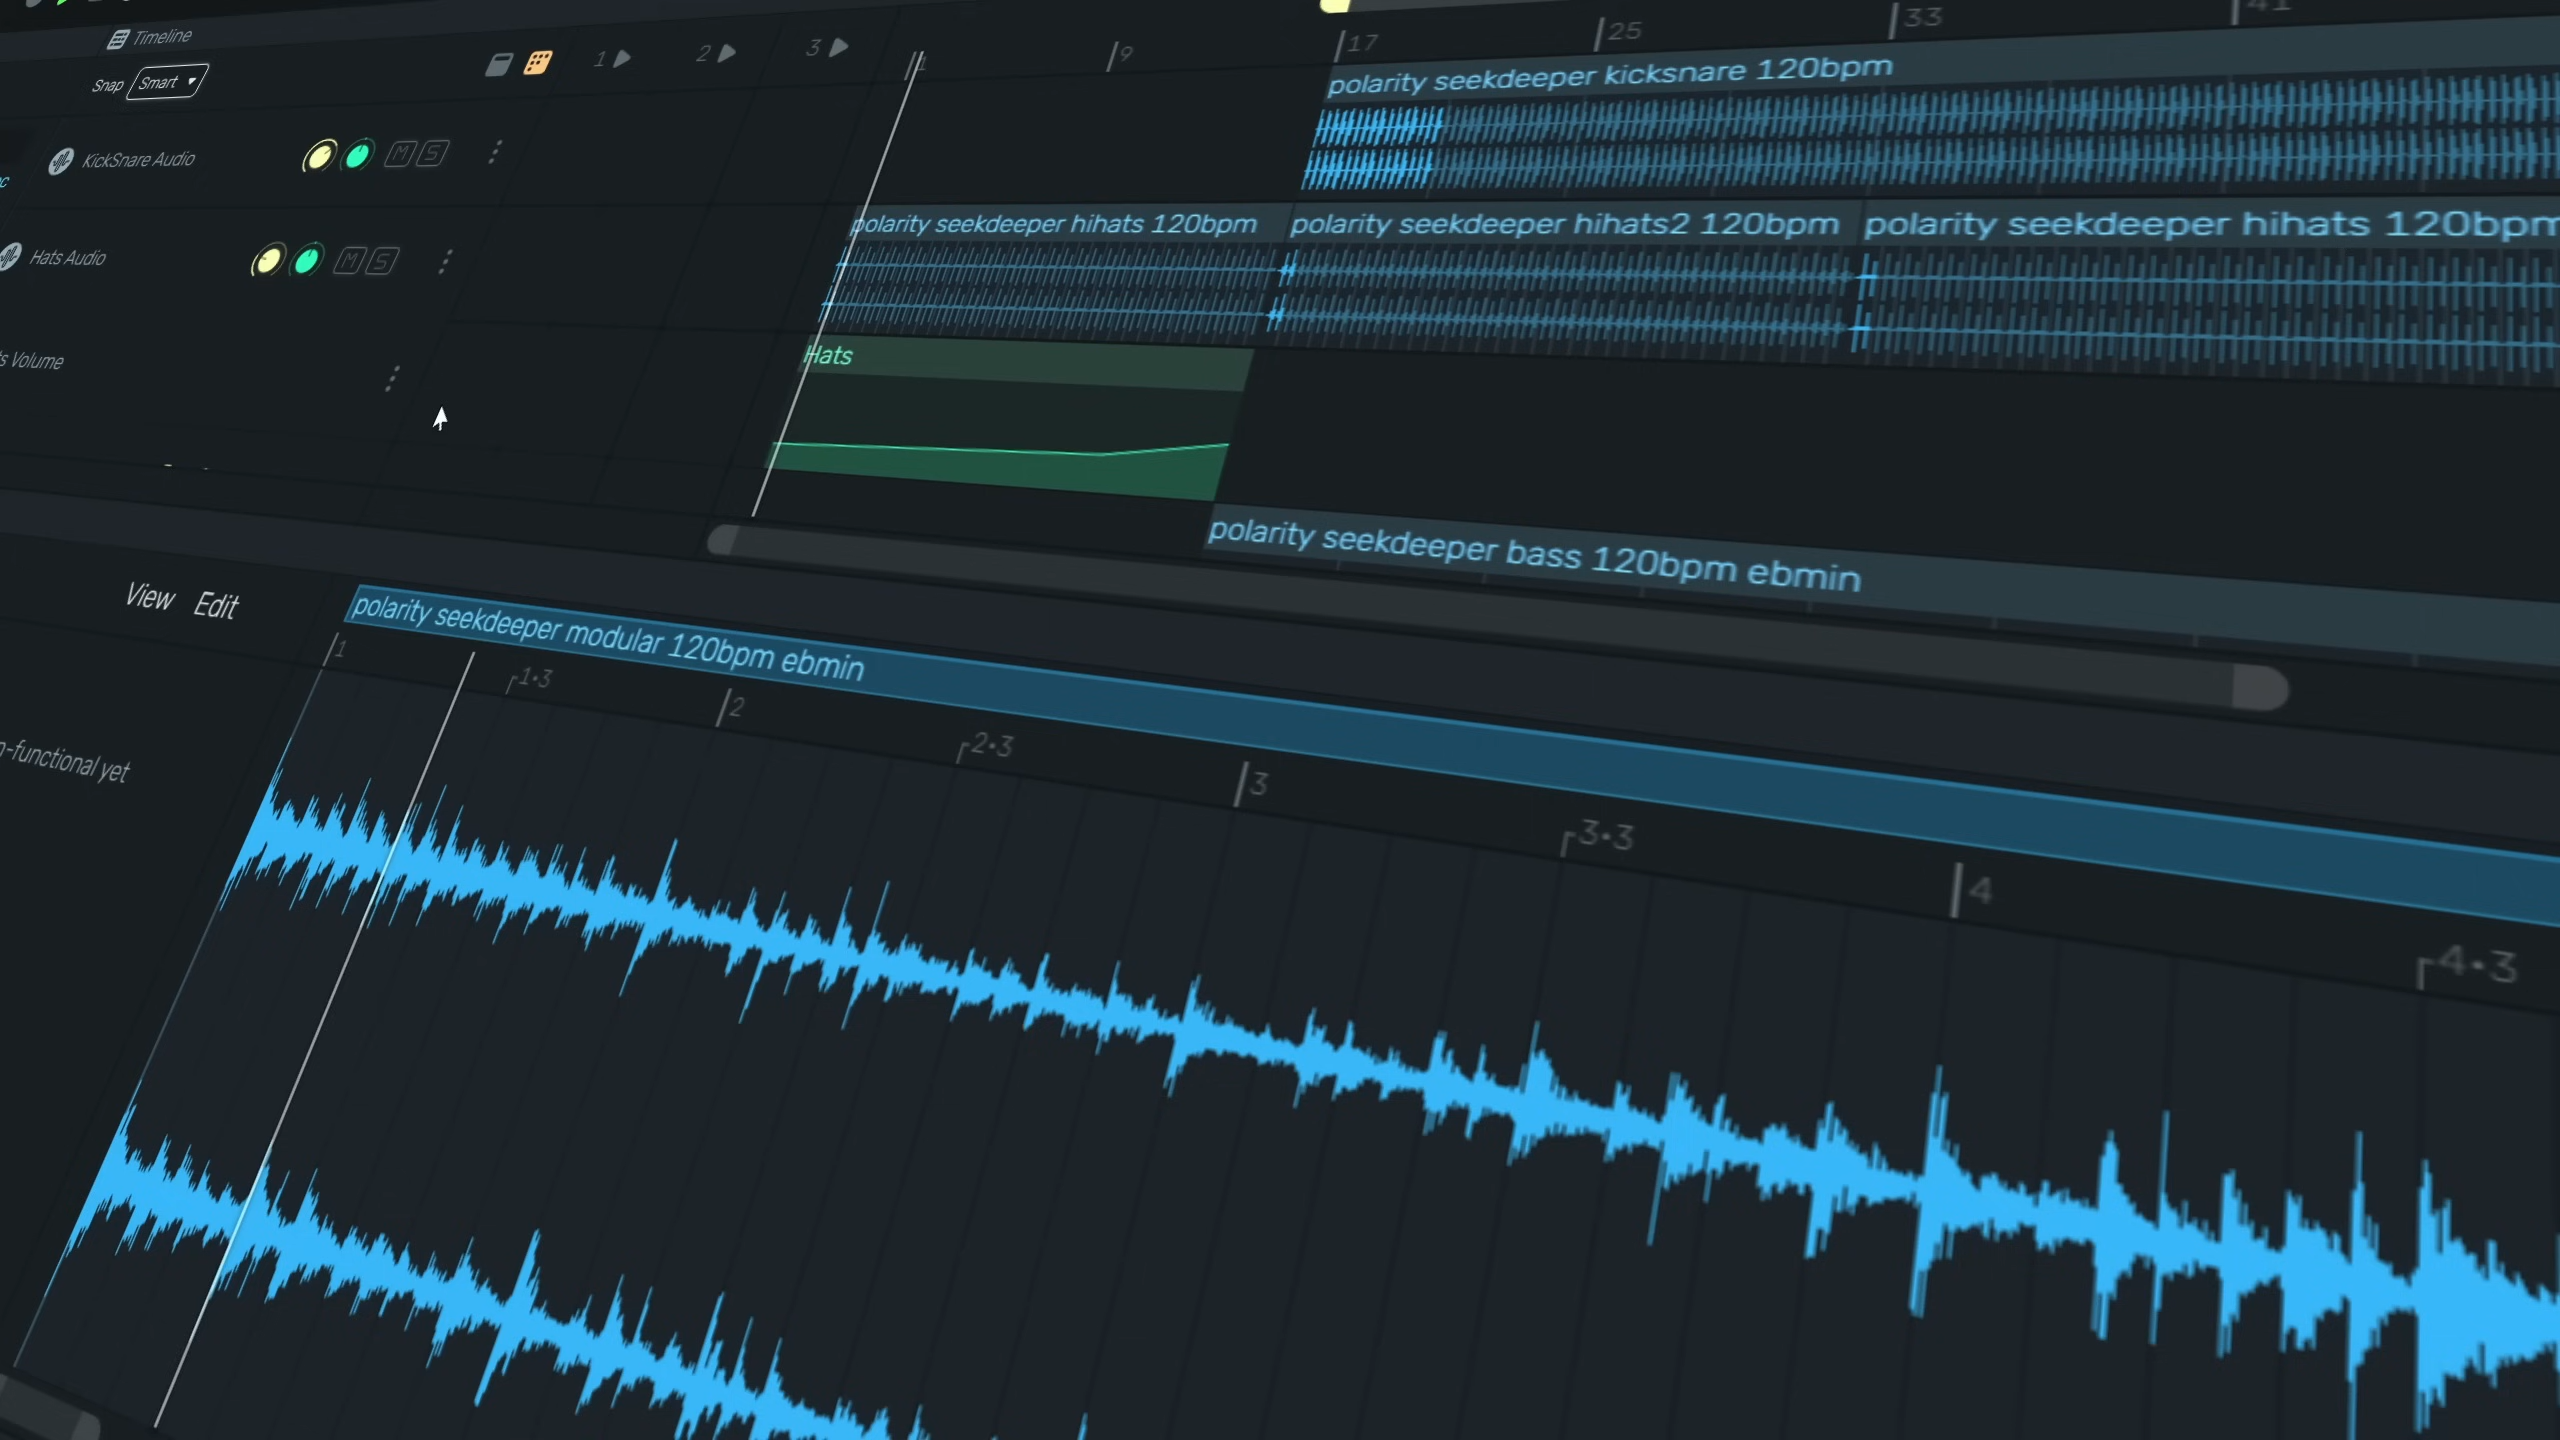 Timeline
Snap Smart
1 2 3
1 9 17 25 33 41
polarity seekdeeper kicksnare 120bpm
KickSnare Audio M S
polarity seekdeeper hihats 120bpm polarity seekdeeper hihats2 120bpm polarity seekdeeper hihats 120bpm
Hats Audio M S
Hats
Volume
polarity seekdeeper bass 120bpm ebmin
View Edit
polarity seekdeeper modular 120bpm ebmin
1 1•3 2 2•3 3 3•3 4 4•3
-functional yet